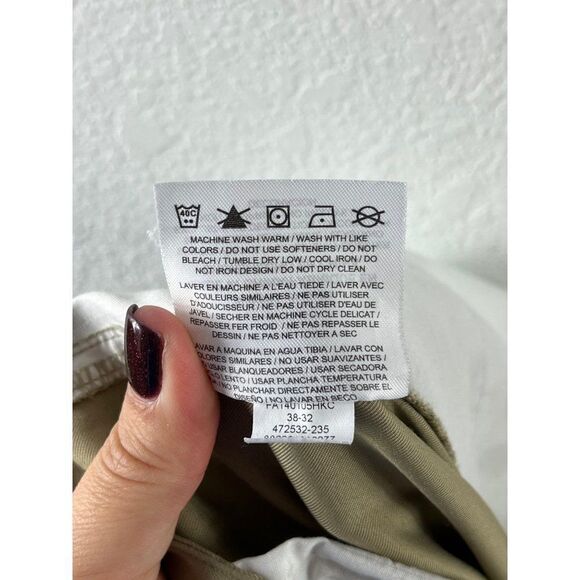 40C
MACHINE WASH WARM / WASH WITH LIKE
COLORS / DO NOT USE SOFTENERS / DO NOT
BLEACH / TUMBLE DRY LOW / COOL IRON / DO
NOT IRON DESIGN / DO NOT DRY CLEAN
LAVER EN MACHINE A L'EAU TIEDE / LAVER AVEC
COULEURS SIMILAIRES / NE PAS UTILISER
D'ADOUCISSEUR / NE PAS UTILISER D'EAU DE
JAVEL / SECHER EN MACHINE CYCLE DELICAT /
REPASSER FER FROID / NE PAS REPASSER LE
DESSIN / NE PAS NETTOYER A SEC
LAVAR A MAQUINA EN AGUA TIBIA / LAVAR CON
COLORES SIMILARES / NO USAR SUAVIZANTES /
NO USAR BLANQUEADORES / USAR SECADORA
O LENTO / USAR PLANCHA TEMPERATURA
NO PLANCHAR DIRECTAMENTE SOBRE EL
DISEÑO / NO LAVAR EN SECO
PA140105HKC
38-32
472532-235